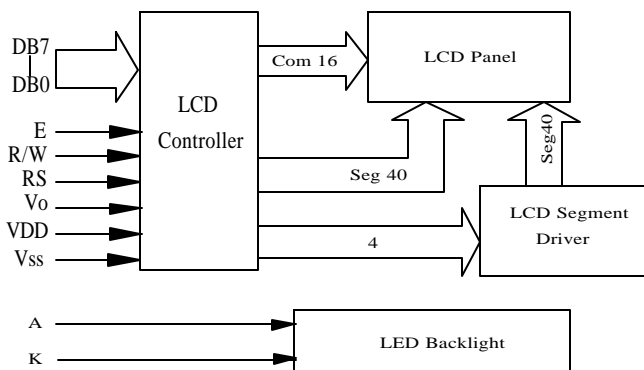 DB7
DB0
E
R/W
RS
Vo
VDD
Vss
LCD
Controller
Com 16
Seg 40
4
LCD Panel
Seg40
LCD Segment
Driver
A
K
LED Backlight